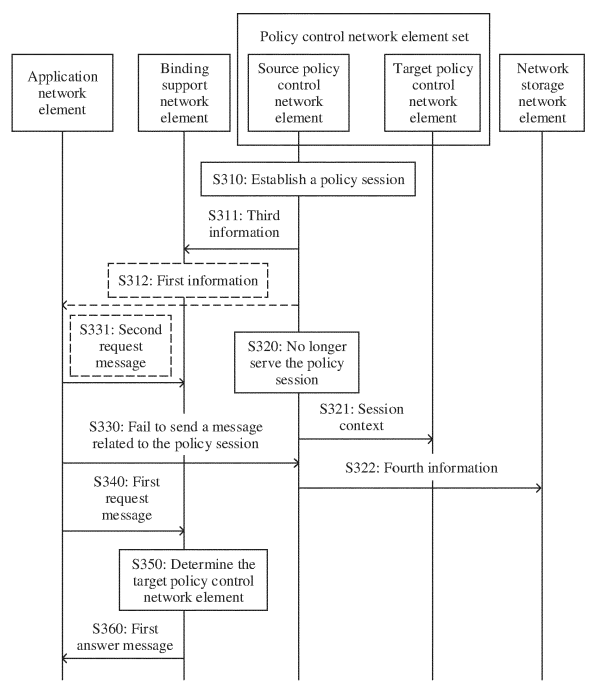 Policy control network element set
Application
network
element
Binding
support
network
element
Source policy
control
network
element
Target policy
control
network
element
Network
storage
network
element
S310: Establish a policy session
S311: Third
information
S312: First information
S331: Second
request
message
S320: No longer
serve the policy
session
S321: Session
context
S330: Fail to send a message
related to the policy session
S322: Fourth information
S340: First
request
message
S350: Determine the
target policy control
network element
S360: First
answer message